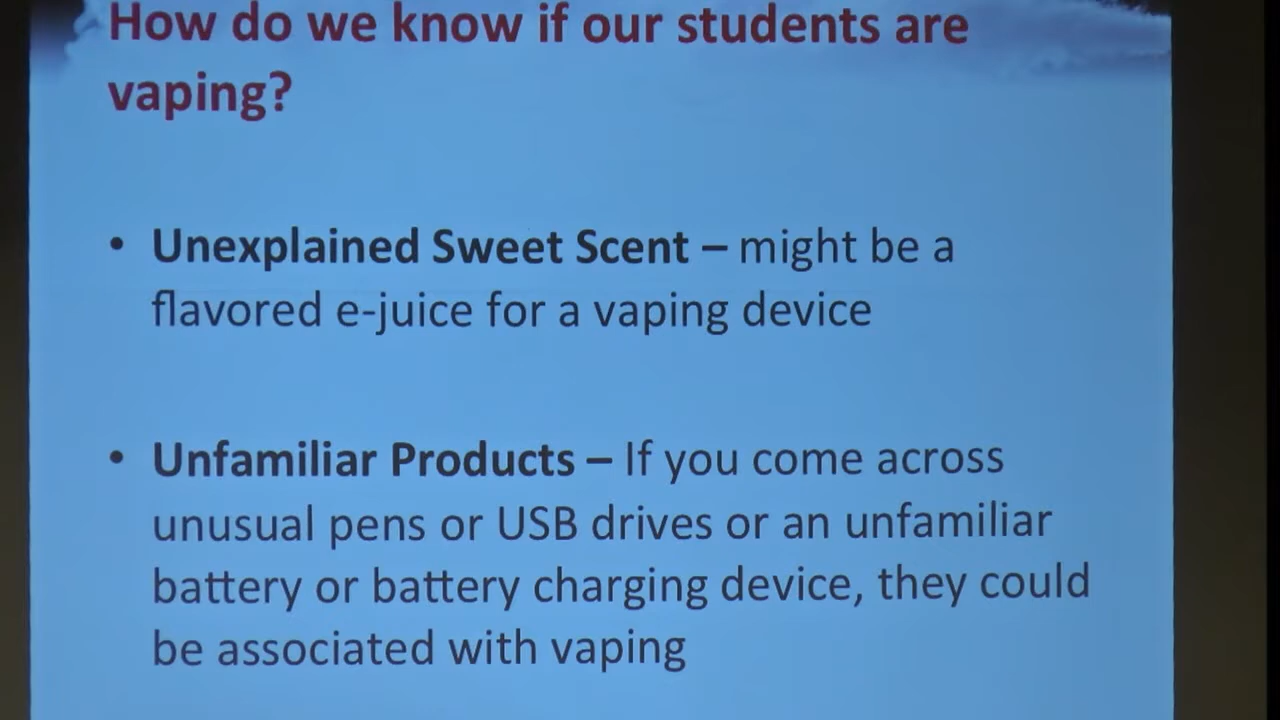 How do we know if our students are
vaping?
• Unexplained Sweet Scent – might be a
flavored e-juice for a vaping device
• Unfamiliar Products – If you come across
unusual pens or USB drives or an unfamiliar
battery or battery charging device, they could
be associated with vaping